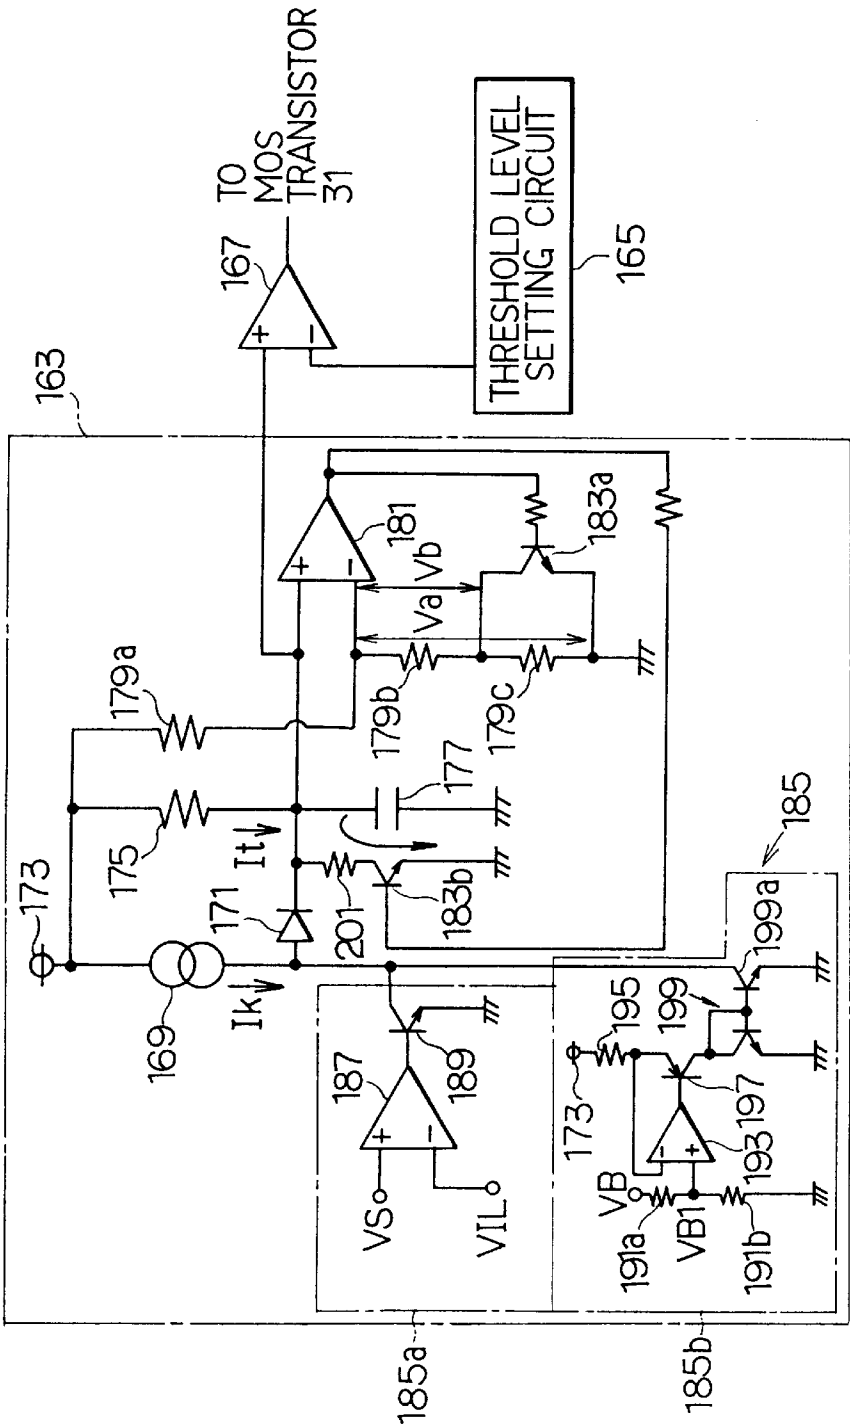 163
173
175
179a
171
It
169
Ik
201
183b
177
179b
179c
Va
Vb
+
−
181
183a
+
−
167
TO
MOS
TRANSISTOR
31
THRESHOLD LEVEL
SETTING CIRCUIT
165
185a
VS
VIL
+
−
187
189
185b
VB
191a
VB1
191b
173
195
−
+
193
197
199
199a
185